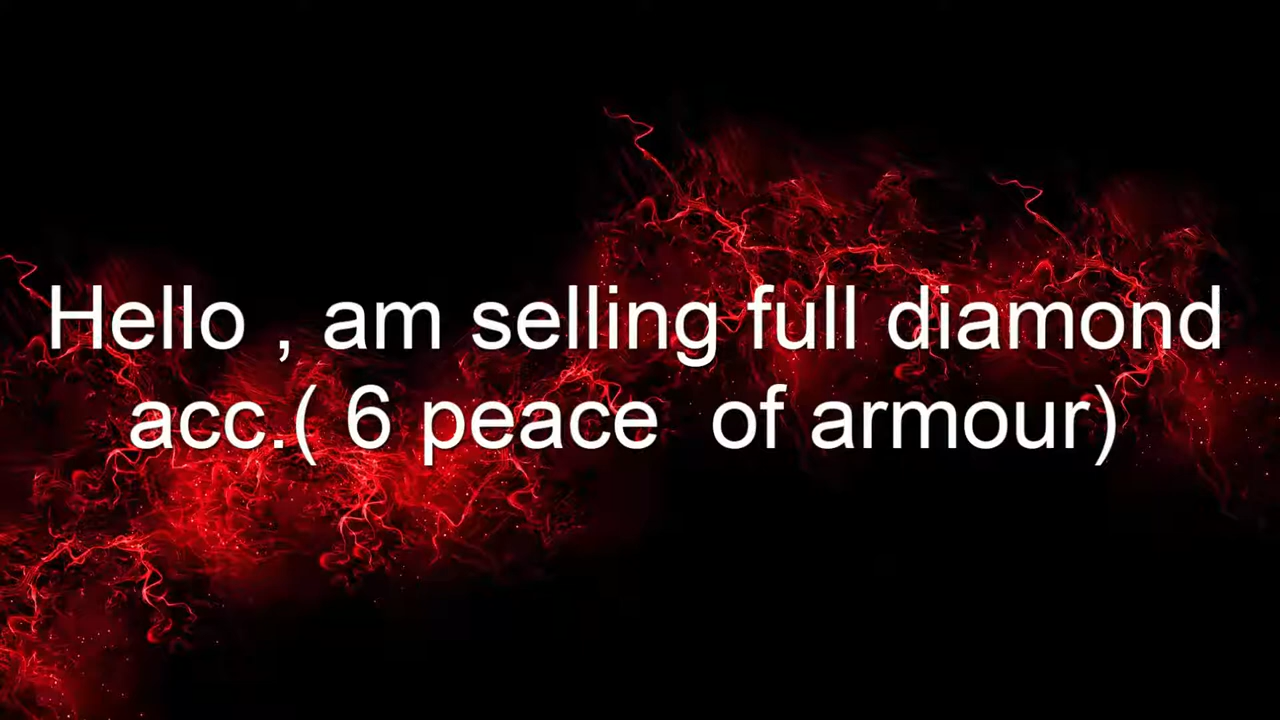 Hello , am selling full diamond
acc.( 6 peace  of armour)